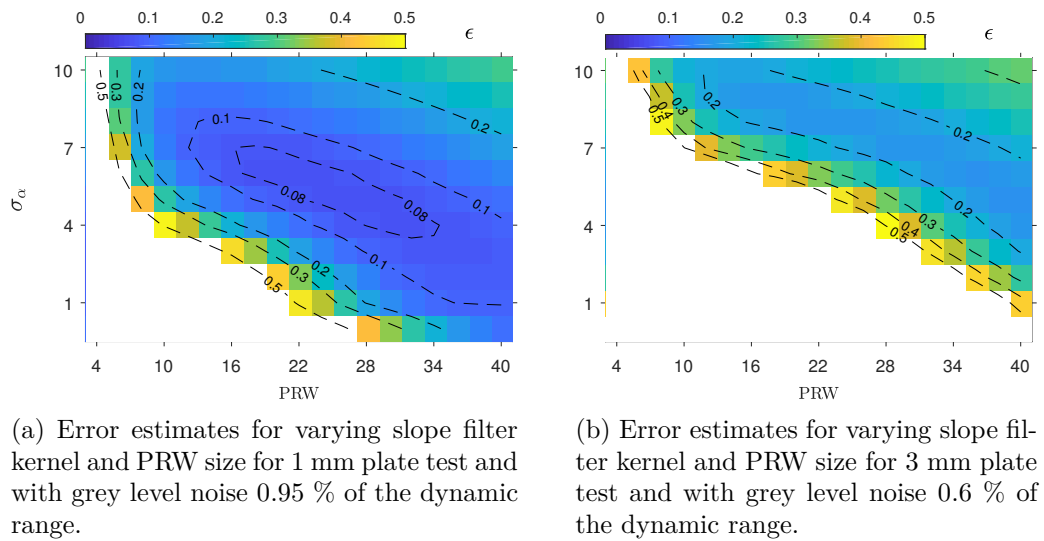 0 0.1 0.2 0.3 0.4 0.5
ϵ
0 0.1 0.2 0.3 0.4 0.5
ϵ
10
7
4
1
σα
0.5
0.3
0.2
0.1
0.2
0.08
0.08
0.1
0.1
0.2
0.3
0.5
4 10 16 22 28 34 40
PRW
10
7
4
1
0.5
0.4
0.3
0.2
0.2
0.2
0.3
0.4
0.5
4 10 16 22 28 34 40
PRW
(a) Error estimates for varying slope filter
kernel and PRW size for 1 mm plate test and
with grey level noise 0.95 % of the dynamic
range.
(b) Error estimates for varying slope fil-
ter kernel and PRW size for 3 mm plate
test and with grey level noise 0.6 % of
the dynamic range.